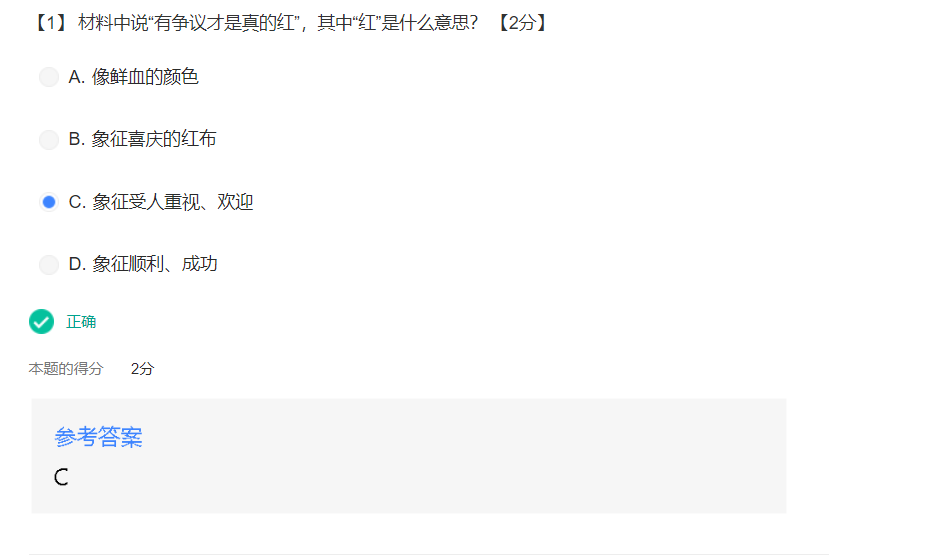 【1】 材料中说“有争议才是真的红”，其中“红”是什么意思？ 【2分】
A. 像鲜血的颜色
B. 象征喜庆的红布
C. 象征受人重视、欢迎
D. 象征顺利、成功
正确
本题的得分 2分
参考答案
C